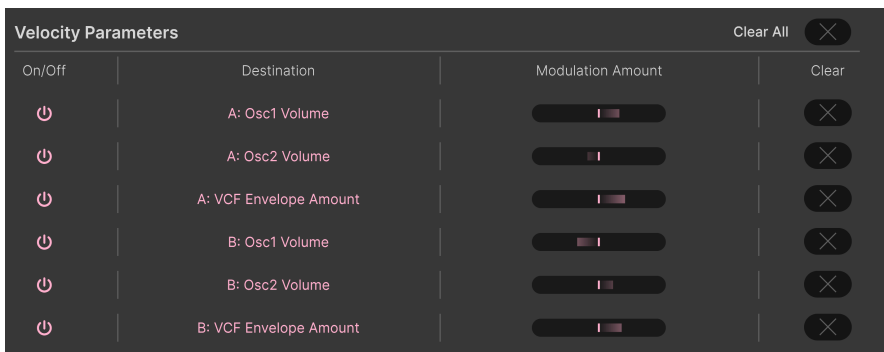 Velocity Parameters Clear All
On/Off Destination Modulation Amount Clear
A: Osc1 Volume
A: Osc2 Volume
A: VCF Envelope Amount
B: Osc1 Volume
B: Osc2 Volume
B: VCF Envelope Amount